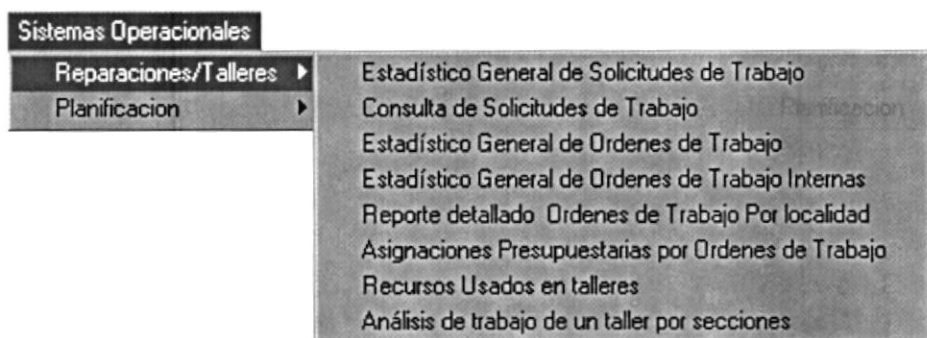 Sistemas Operacionales
Reparaciones/Talleres
Planificacion
Estadístico General de Solicitudes de Trabajo
Consulta de Solicitudes de Trabajo
Estadístico General de Ordenes de Trabajo
Estadístico General de Ordenes de Trabajo Internas
Reporte detallado Ordenes de Trabajo Por localidad
Asignaciones Presupuestarias por Ordenes de Trabajo
Recursos Usados en talleres
Análisis de trabajo de un taller por secciones